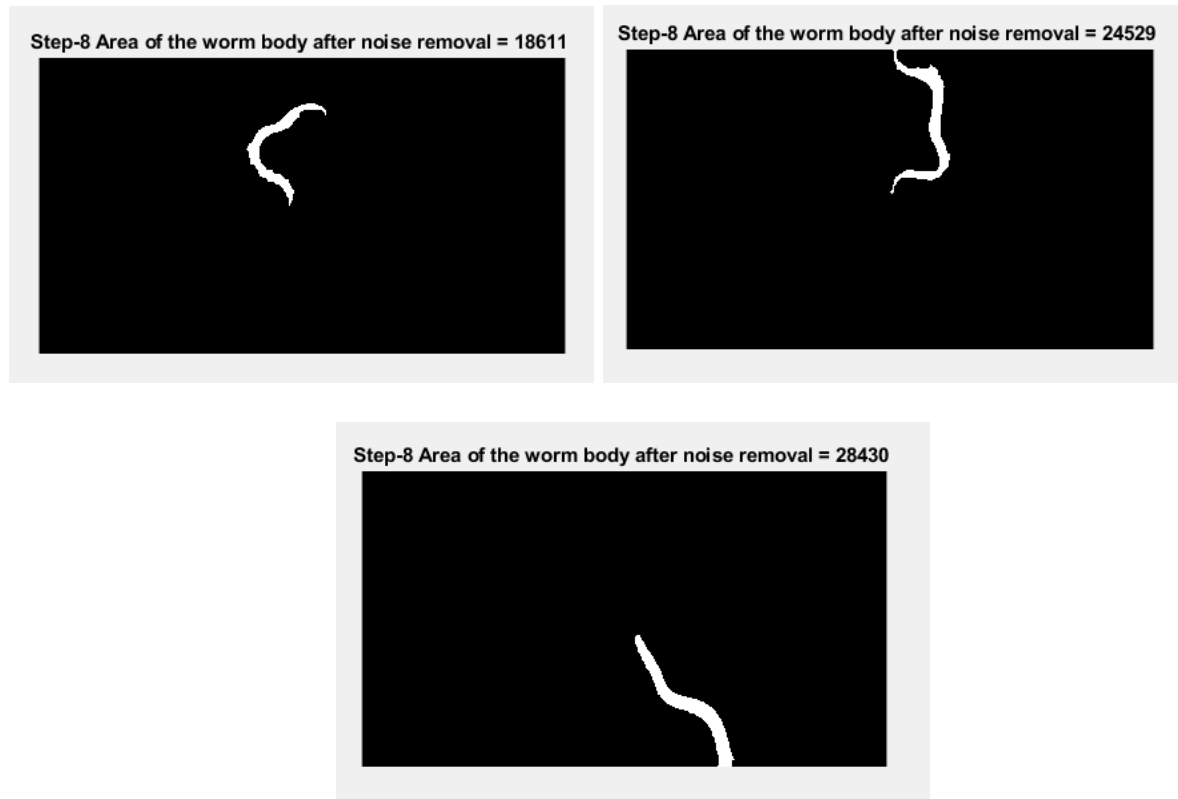 Step-8 Area of the worm body after noise removal = 18611
Step-8 Area of the worm body after noise removal = 24529
Step-8 Area of the worm body after noise removal = 28430